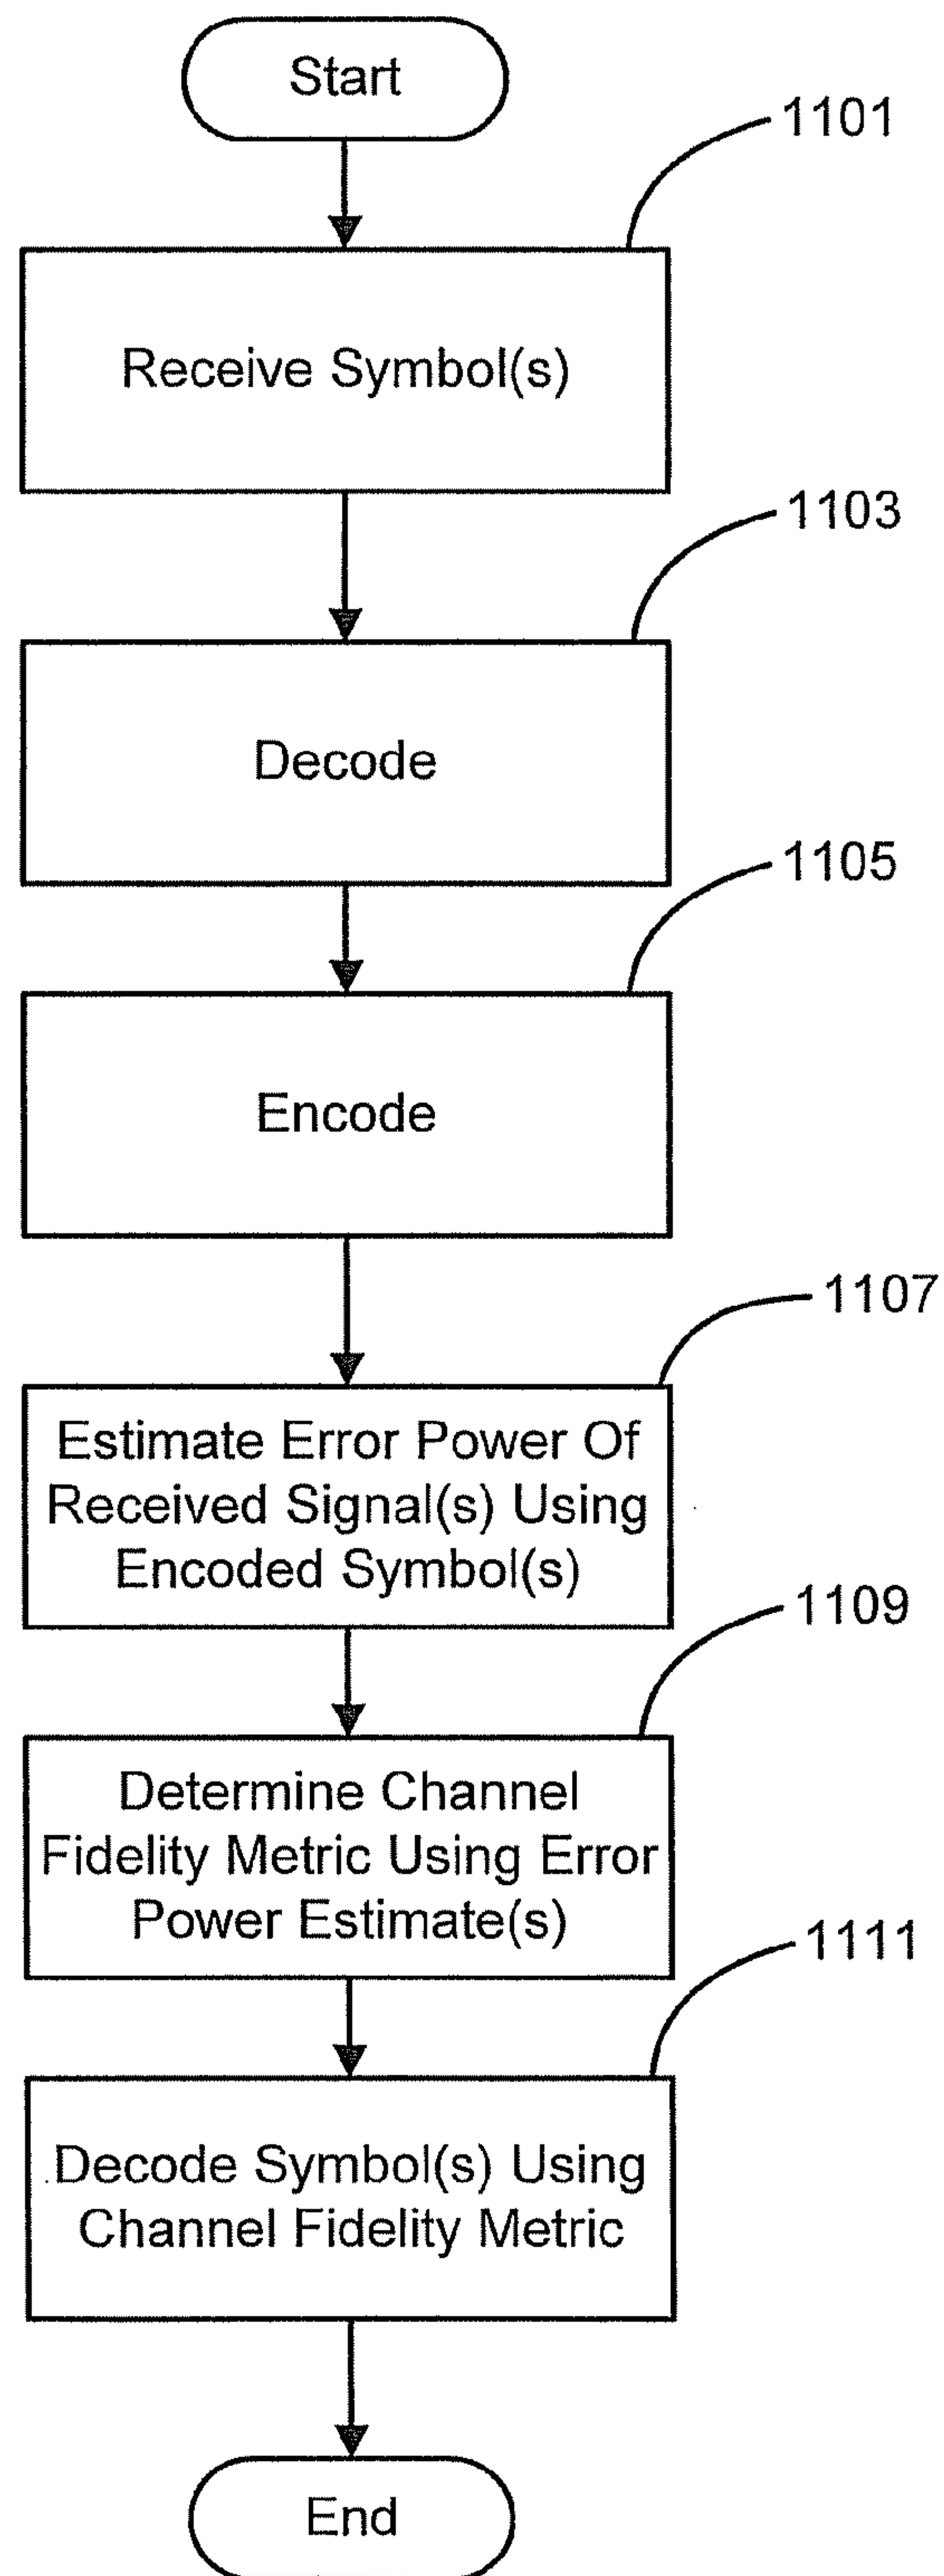 Start
1101
Receive Symbol(s)
1103
Decode
1105
Encode
1107
Estimate Error Power Of
Received Signal(s) Using
Encoded Symbol(s)
1109
Determine Channel
Fidelity Metric Using Error
Power Estimate(s)
1111
Decode Symbol(s) Using
Channel Fidelity Metric
End